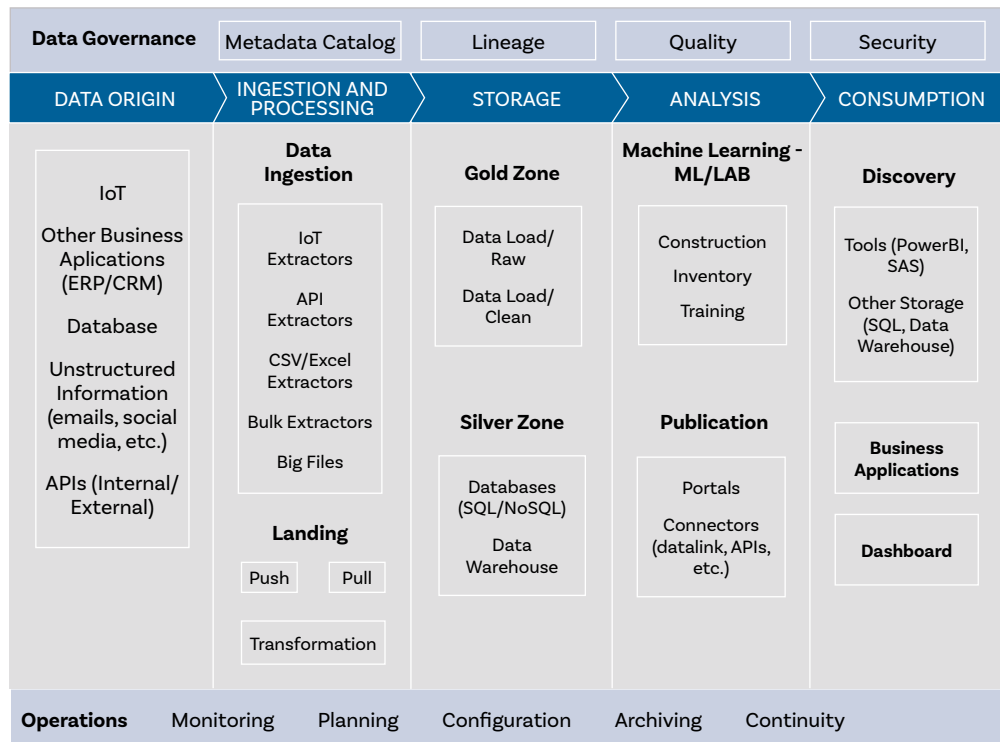 Data Governance
Metadata Catalog
Lineage
Quality
Security
DATA ORIGIN
INGESTION AND
PROCESSING
STORAGE
ANALYSIS
CONSUMPTION
IoT
Other Business
Aplications
(ERP/CRM)
Database
Unstructured
Information
(emails, social
media, etc.)
APIs (Internal/
External)
Data
Ingestion
IoT
Extractors
API
Extractors
CSV/Excel
Extractors
Bulk Extractors
Big Files
Landing
Push
Pull
Transformation
Gold Zone
Data Load/
Raw
Data Load/
Clean
Silver Zone
Databases
(SQL/NoSQL)
Data
Warehouse
Machine Learning -
ML/LAB
Construction
Inventory
Training
Publication
Portals
Connectors
(datalink, APIs,
etc.)
Discovery
Tools (PowerBI,
SAS)
Other Storage
(SQL, Data
Warehouse)
Business
Applications
Dashboard
Operations
Monitoring
Planning
Configuration
Archiving
Continuity